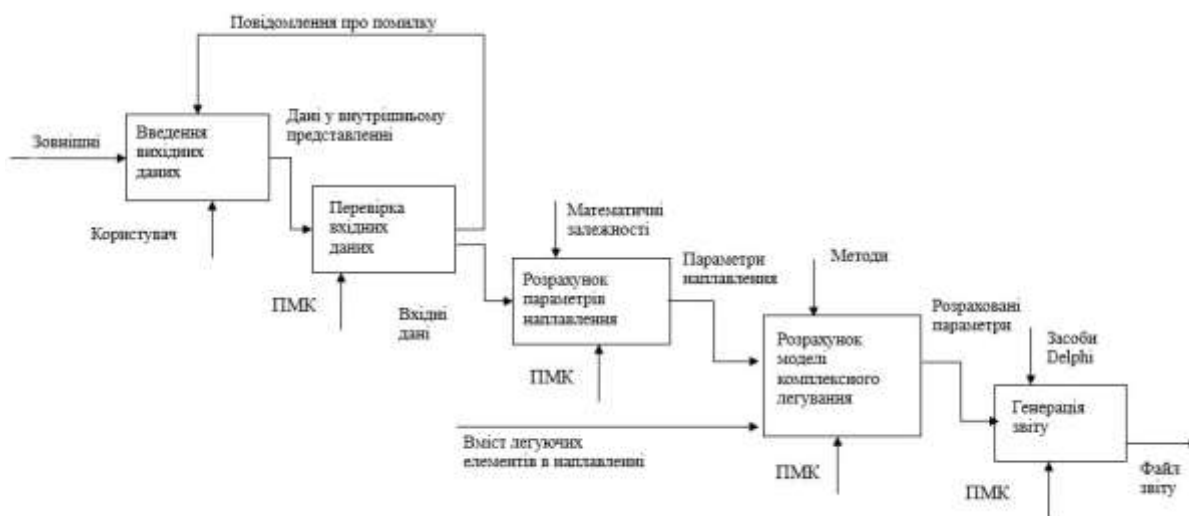 Повідомлення про помилку
Дані у внутрішньому
представленні
Зовнішні
Введення
вихідних
даних
Користувач
Перевірка
вхідних
даних
ПМК
Вхідні
дані
Математичні
залежності
Розрахунок
параметрів
наплавлення
ПМК
Параметри
наплавлення
Методи
Розрахунок
моделі
комплексного
легування
Вміст легуючих
елементів в наплавленні
ПМК
Розраховані
параметри
Засоби
Delphi
Генерація
звіту
ПМК
Файл
звіту